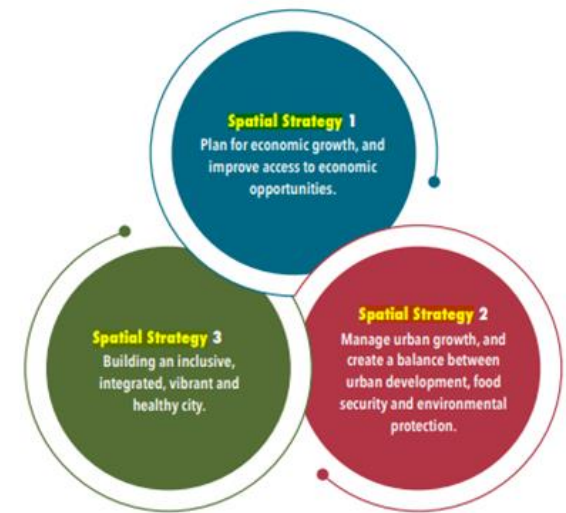 Spatial Strategy 1
Plan for economic growth, and
improve access to economic
opportunities.
Spatial Strategy 2
Manage urban growth, and
create a balance between
urban development, food
security and environmental
protection.
Spatial Strategy 3
Building an inclusive,
integrated, vibrant and
healthy city.